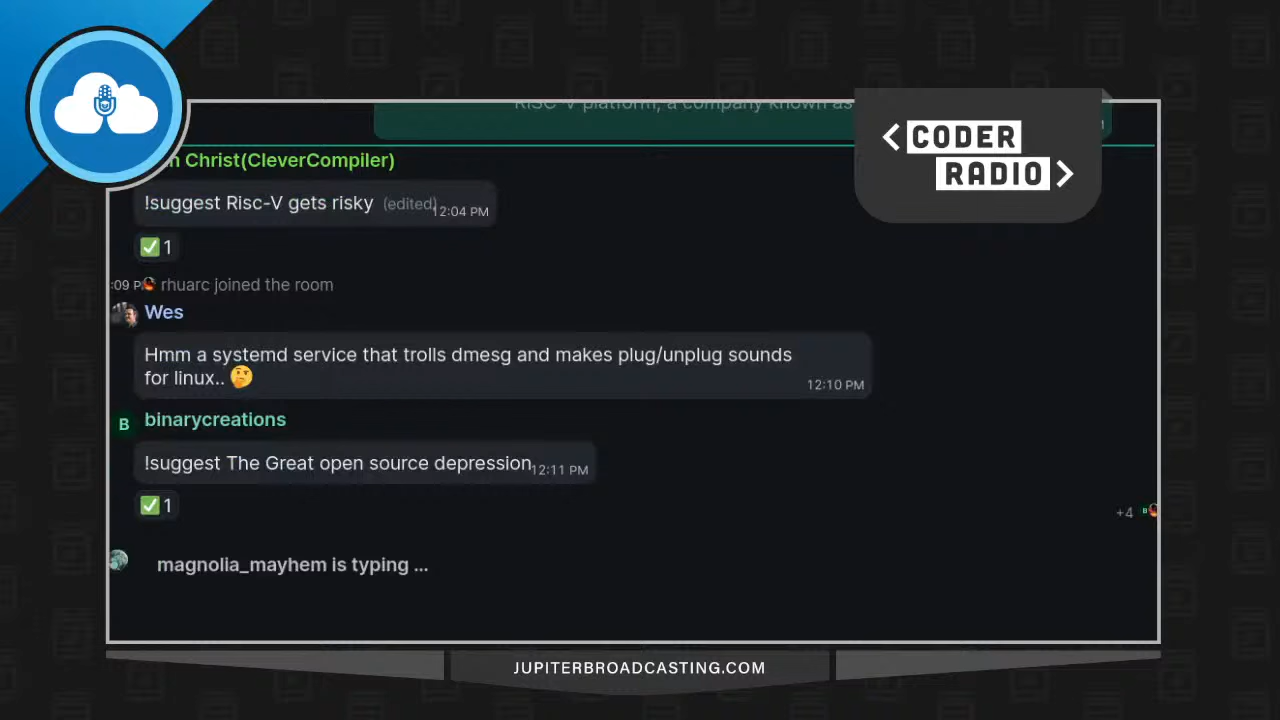 RISC-V platform, a company known as
< CODER
RADIO >
n Christ(CleverCompiler)
!suggest Risc-V gets risky (edited) 12:04 PM
✅ 1
:09 P rhuarc joined the room
Wes
Hmm a systemd service that trolls dmesg and makes plug/unplug sounds
for linux.. 🤔
12:10 PM
B binarycreations
!suggest The Great open source depression 12:11 PM
✅ 1
+4 B
magnolia_mayhem is typing ...
JUPITERBROADCASTING.COM